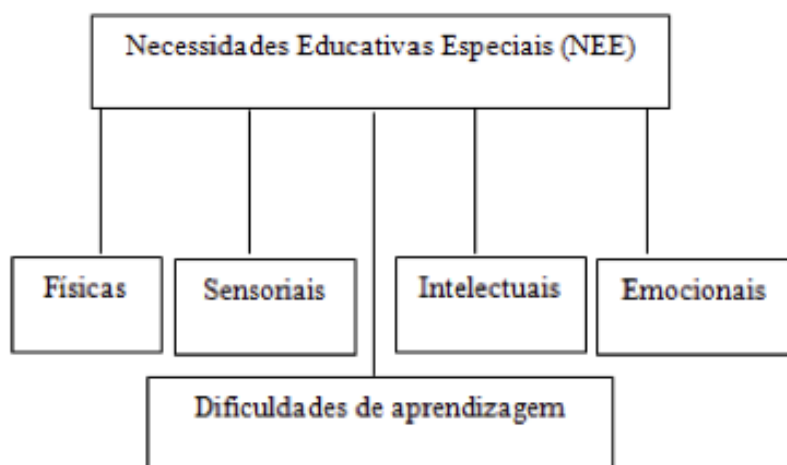 Necessidades Educativas Especiais (NEE)
Físicas
Sensoriais
Intelectuais
Emocionais
Dificuldades de aprendizagem